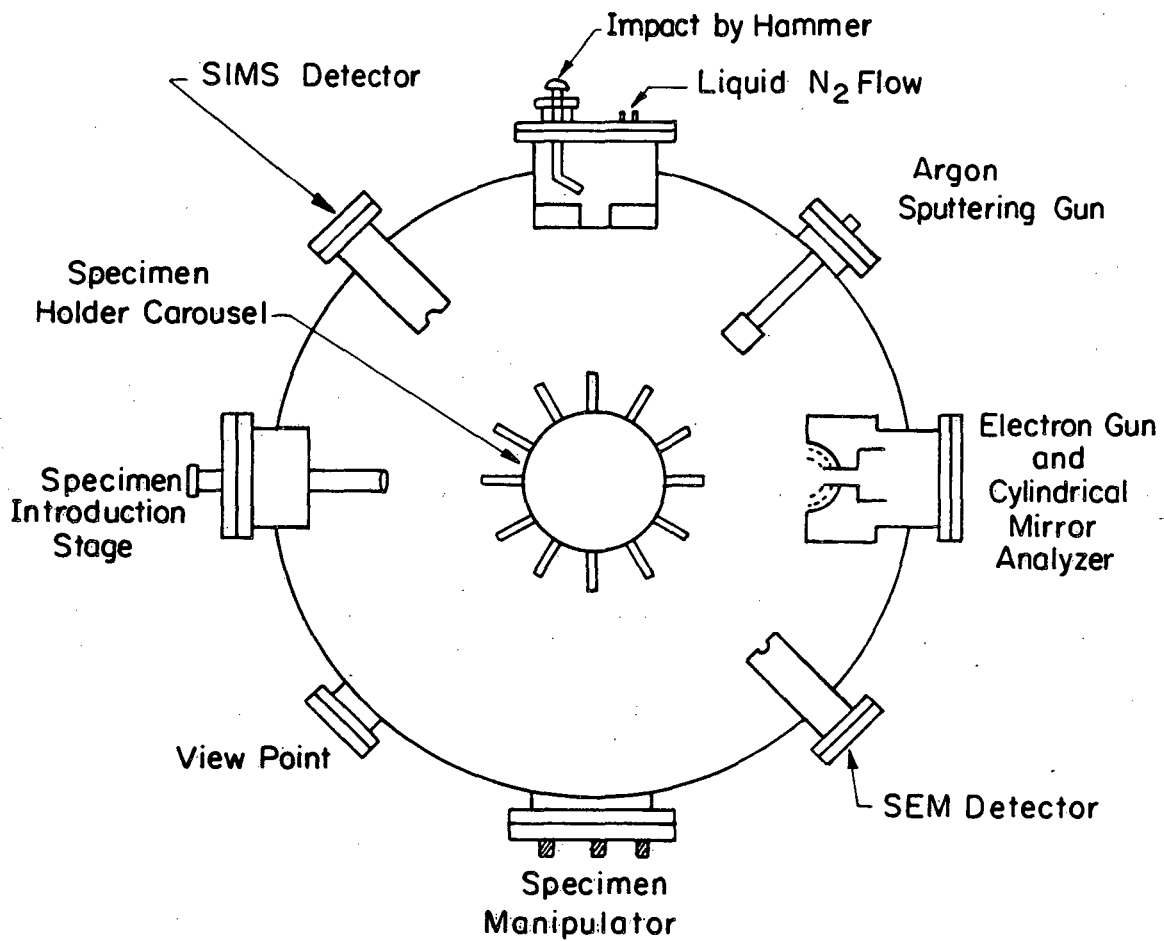 Impact by Hammer
SIMS Detector
Liquid N2 Flow
Argon
Sputtering Gun
Specimen
Holder Carousel
Electron Gun
and
Cylindrical
Mirror
Analyzer
Specimen
Introduction
Stage
View Point
SEM Detector
Specimen
Manipulator